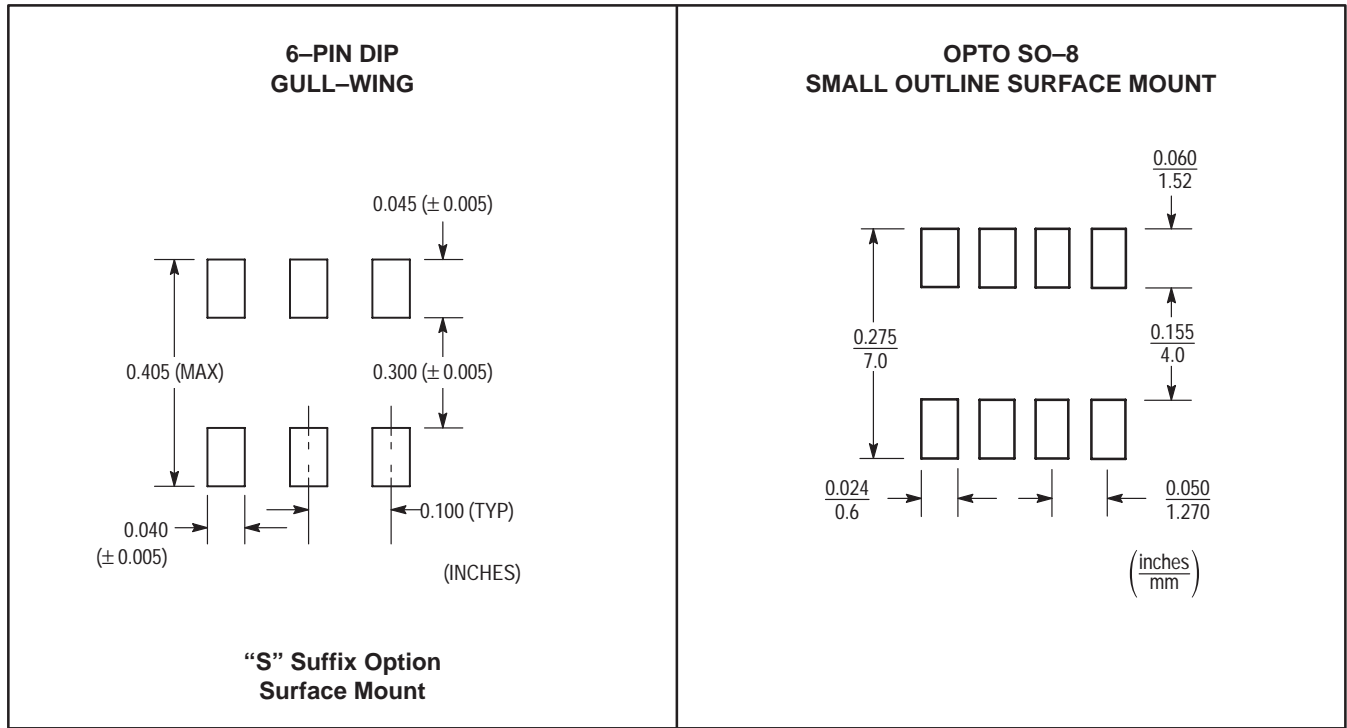 6–PIN DIP
GULL–WING
0.045 (± 0.005)
0.405 (MAX)
0.300 (± 0.005)
0.100 (TYP)
0.040
(± 0.005)
(INCHES)
“S” Suffix Option
Surface Mount
OPTO SO–8
SMALL OUTLINE SURFACE MOUNT
0.060
1.52
0.275
7.0
0.155
4.0
0.024
0.6
0.050
1.270
(inches
mm)